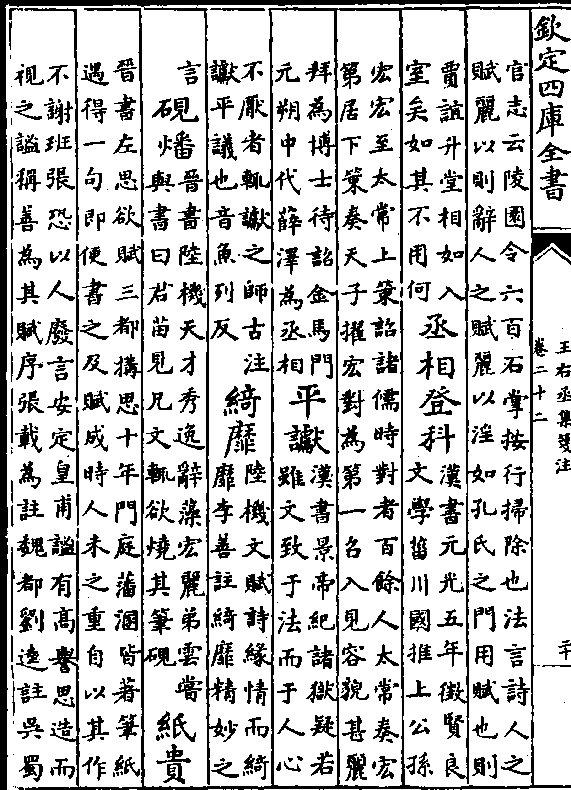 欽定四庫全書
王右丞集箋注
卷二十二
二十
官志云陵園令六百石掌按行掃除也法言詩人之
賦麗以則辭人之賦麗以淫如孔氏之門用賦也則
賈誼升堂相如入
室矣如其不用何
丞相登科
漢書元光五年徴賢良
文學菑川國推上公孫
宏宏至太常上䇿詔諸儒時對者百餘人太常奏宏
第居下䇿奏天子擢宏對為第一召入見容貌甚麗
拜為博士待詔金馬門
元朔中代薛澤為丞相
平讞
漢書景帝紀諸獄疑若
雖文致于法而于人心
不厭者輒讞之師古注
讞平議也音魚列反
綺靡
陸機文賦詩緣情而綺
靡李善註綺靡精妙之
言
硯燔
晉書陸機天才秀逸辭藻宏麗弟雲嘗
與書曰君苗見兄文輒欲燒其筆硯
紙貴
晉書左思欲賦三都搆思十年門庭藩溷皆著筆紙
遇得一句即便書之及賦成時人未之重自以其作
不謝班張恐以人廢言安定皇甫謐有髙譽思造而
視之謐稱善為其賦序張載為註魏都劉逵註吳蜀